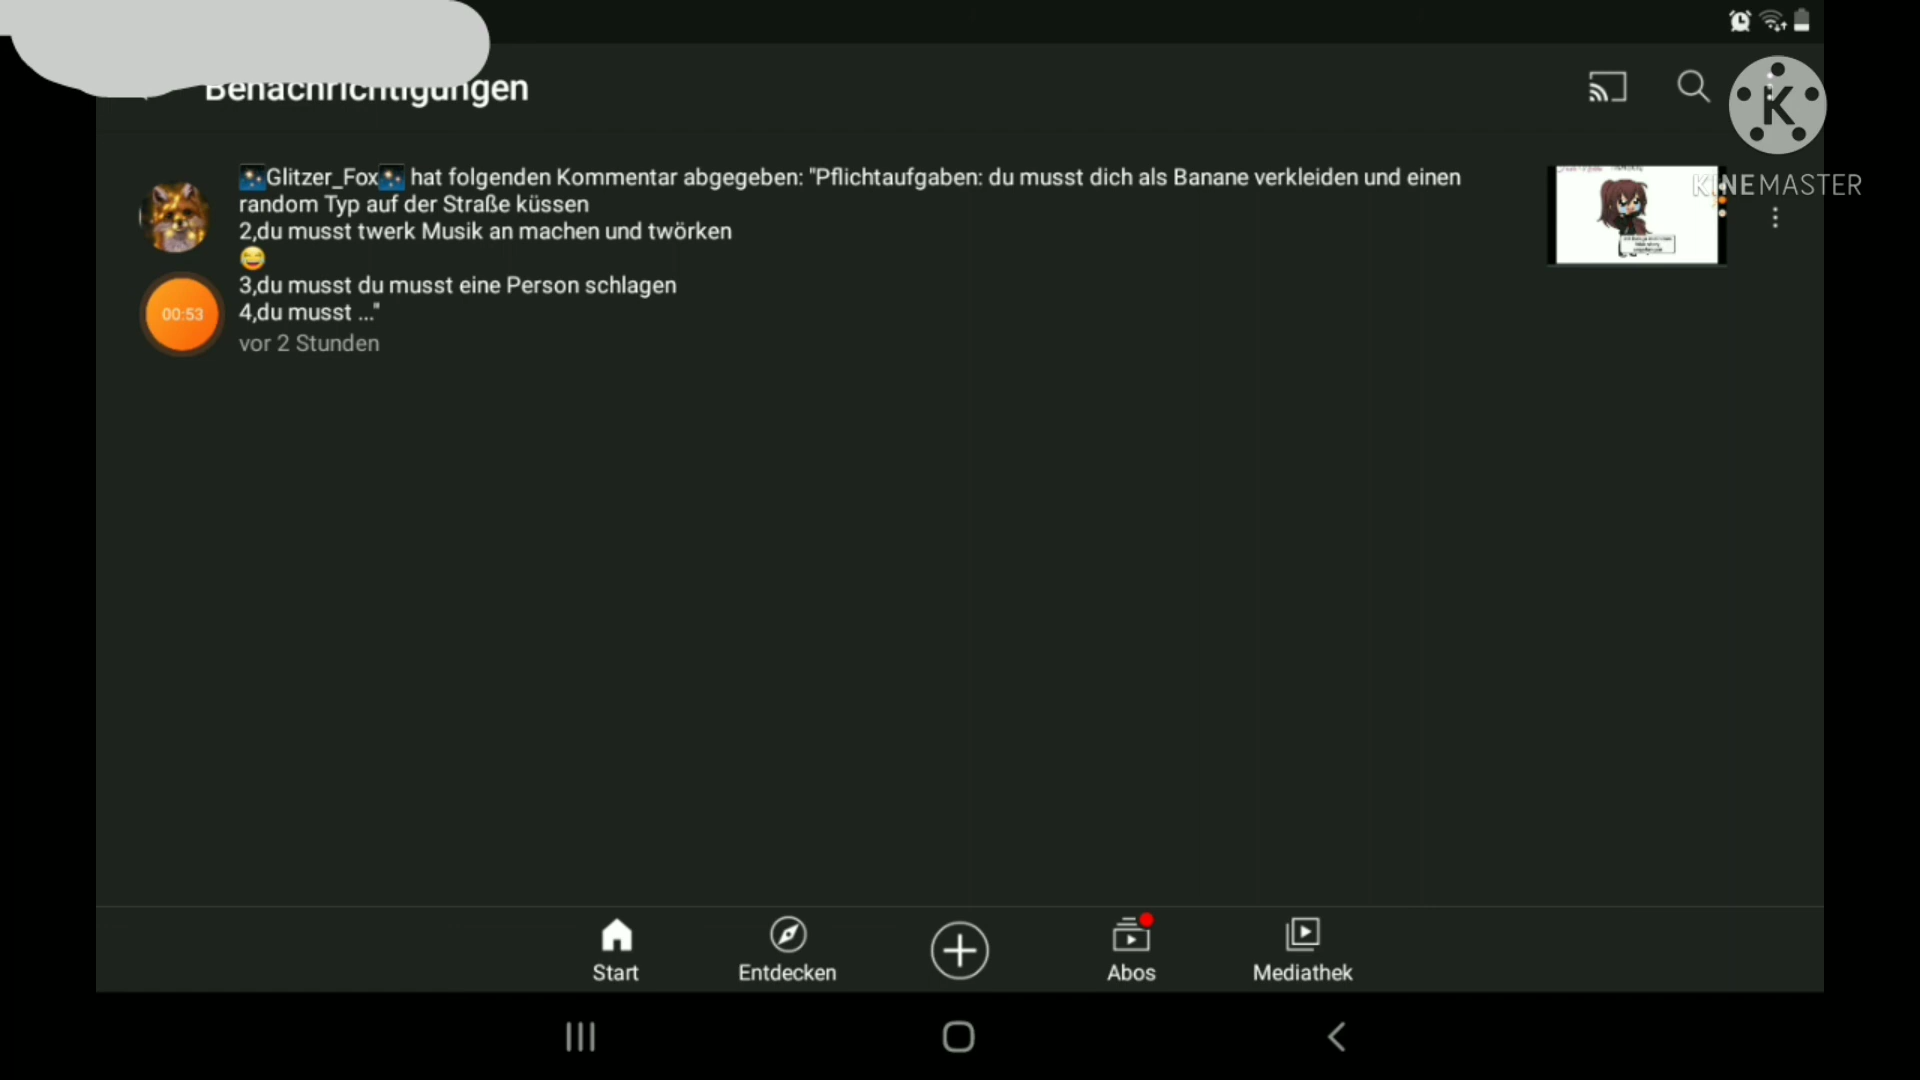 Benachrichtigungen
KINEMASTER
🌃Glitzer_Fox🌃 hat folgenden Kommentar abgegeben: "Pflichtaufgaben: du musst dich als Banane verkleiden und einen
random Typ auf der Straße küssen
2,du musst twerk Musik an machen und twörken
😂
3,du musst du musst eine Person schlagen
4,du musst ..."
vor 2 Stunden
00:53
Start
Entdecken
Abos
Mediathek